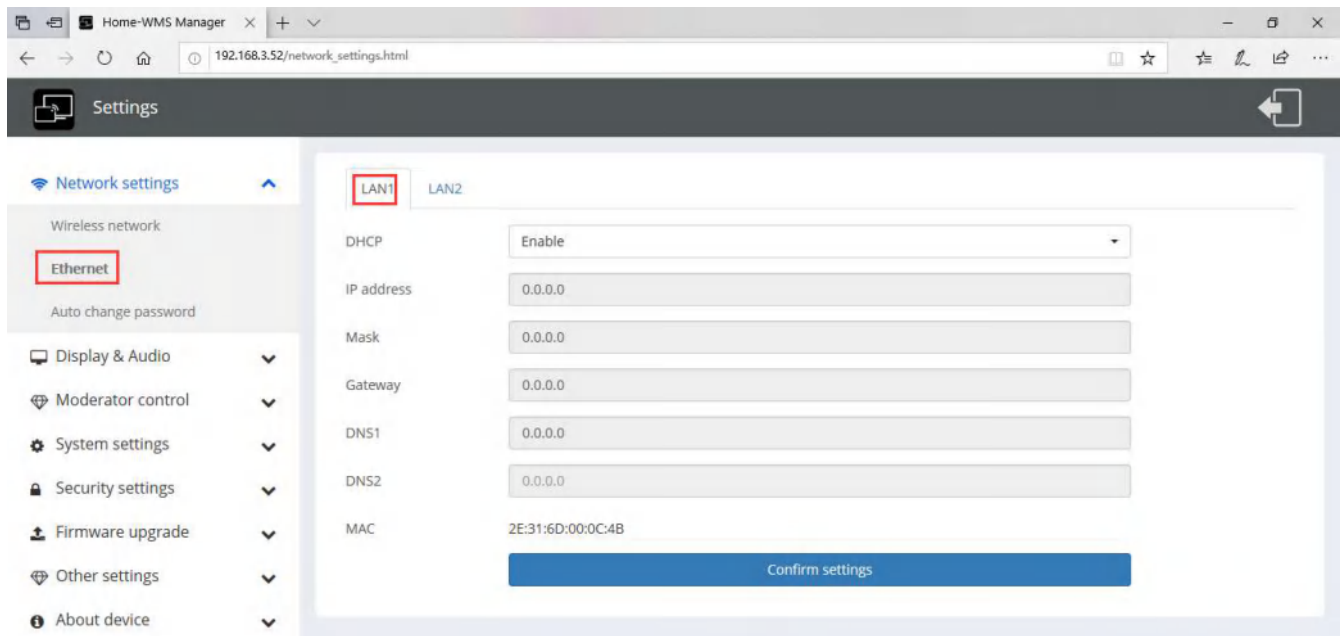 Home-WMS Manager
192.168.3.52/network_settings.html
Settings
Network settings
Wireless network
Ethernet
Auto change password
Display & Audio
Moderator control
System settings
Security settings
Firmware upgrade
Other settings
About device
LAN1 LAN2
DHCP Enable
IP address 0.0.0.0
Mask 0.0.0.0
Gateway 0.0.0.0
DNS1 0.0.0.0
DNS2 0.0.0.0
MAC 2E:31:6D:00:0C:4B
Confirm settings